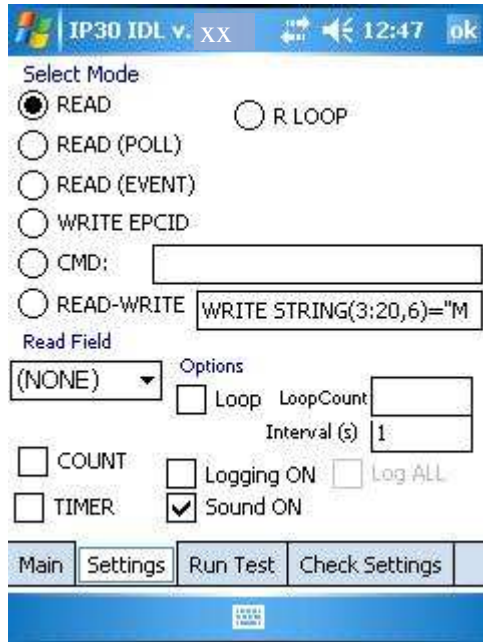 IP30 IDL v. xx 12:47 ok
Select Mode
READ
R LOOP
READ (POLL)
READ (EVENT)
WRITE EPCID
CMD:
READ-WRITE WRITE STRING(3:20,6)="M
Read Field
(NONE)
Options
Loop LoopCount
Interval (s) 1
COUNT
Logging ON Log ALL
TIMER
Sound ON
Main Settings Run Test Check Settings